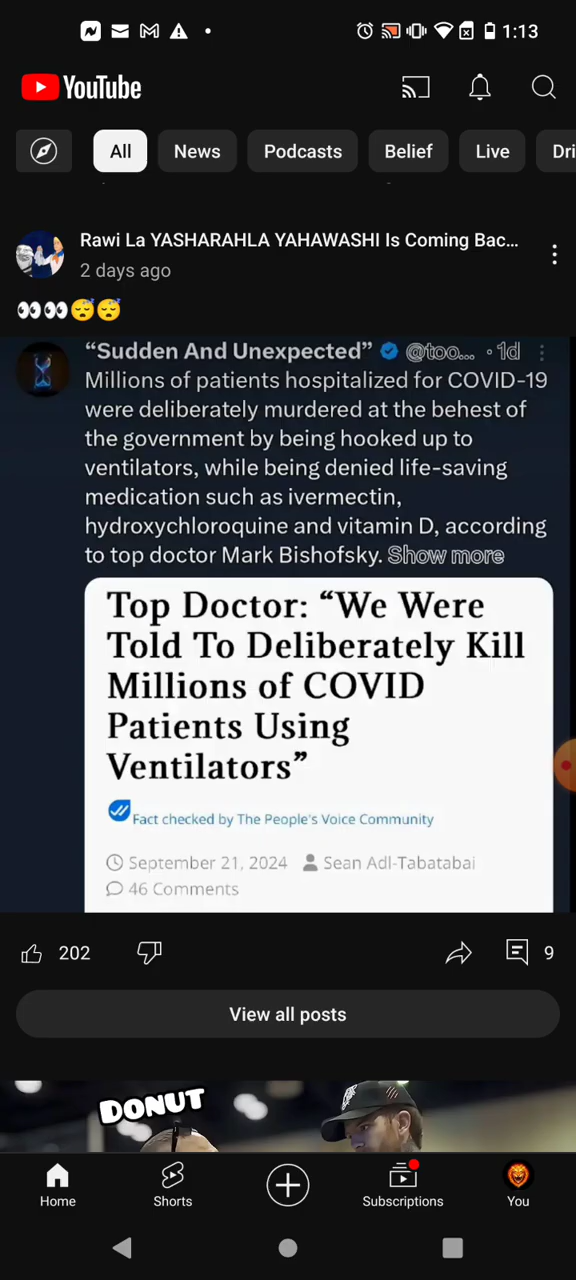 1:13
YouTube
All
News
Podcasts
Belief
Live
Dri
Rawi La YASHARAHLA YAHAWASHI Is Coming Bac...
2 days ago
👀👀😴😴
“Sudden And Unexpected” @too... · 1d
Millions of patients hospitalized for COVID-19
were deliberately murdered at the behest of
the government by being hooked up to
ventilators, while being denied life-saving
medication such as ivermectin,
hydroxychloroquine and vitamin D, according
to top doctor Mark Bishofsky. Show more
Top Doctor: “We Were
Told To Deliberately Kill
Millions of COVID
Patients Using
Ventilators”
Fact checked by The People's Voice Community
September 21, 2024 Sean Adl-Tabatabai
46 Comments
202
9
View all posts
DONUT
Home
Shorts
Subscriptions
You